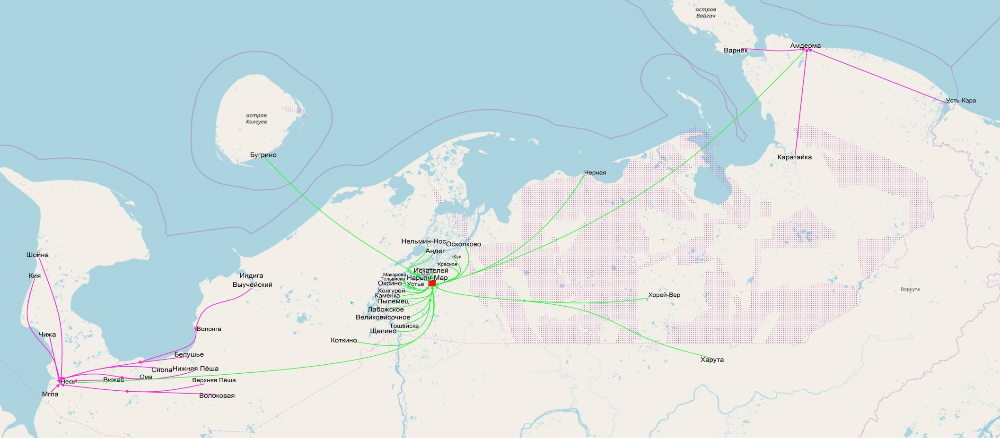 остров
Вайгач
Варнек
Амдерма
Усть-Кара
остров
Колгуев
Бугрино
Каратайка
Черная
Нельмин-Нос
Осколково
Андег
Куя
Красное
Шойна
Кия
Индига
Выучейский
Искателей
Макарова
Нарьян Мар
Тельвиска
Оксино
Устье
Хонгурей
Каменка
Пылемец
Лабожское
Великовисочное
Тошвиска
Щелино
Коткино
Хорей-Вер
Воркута
Харута
Волонга
Чижа
Белушье
Снопа
Нижняя Пёша
Ома
Вижас
Несь
Верхняя Пёша
Мгла
Волоковая